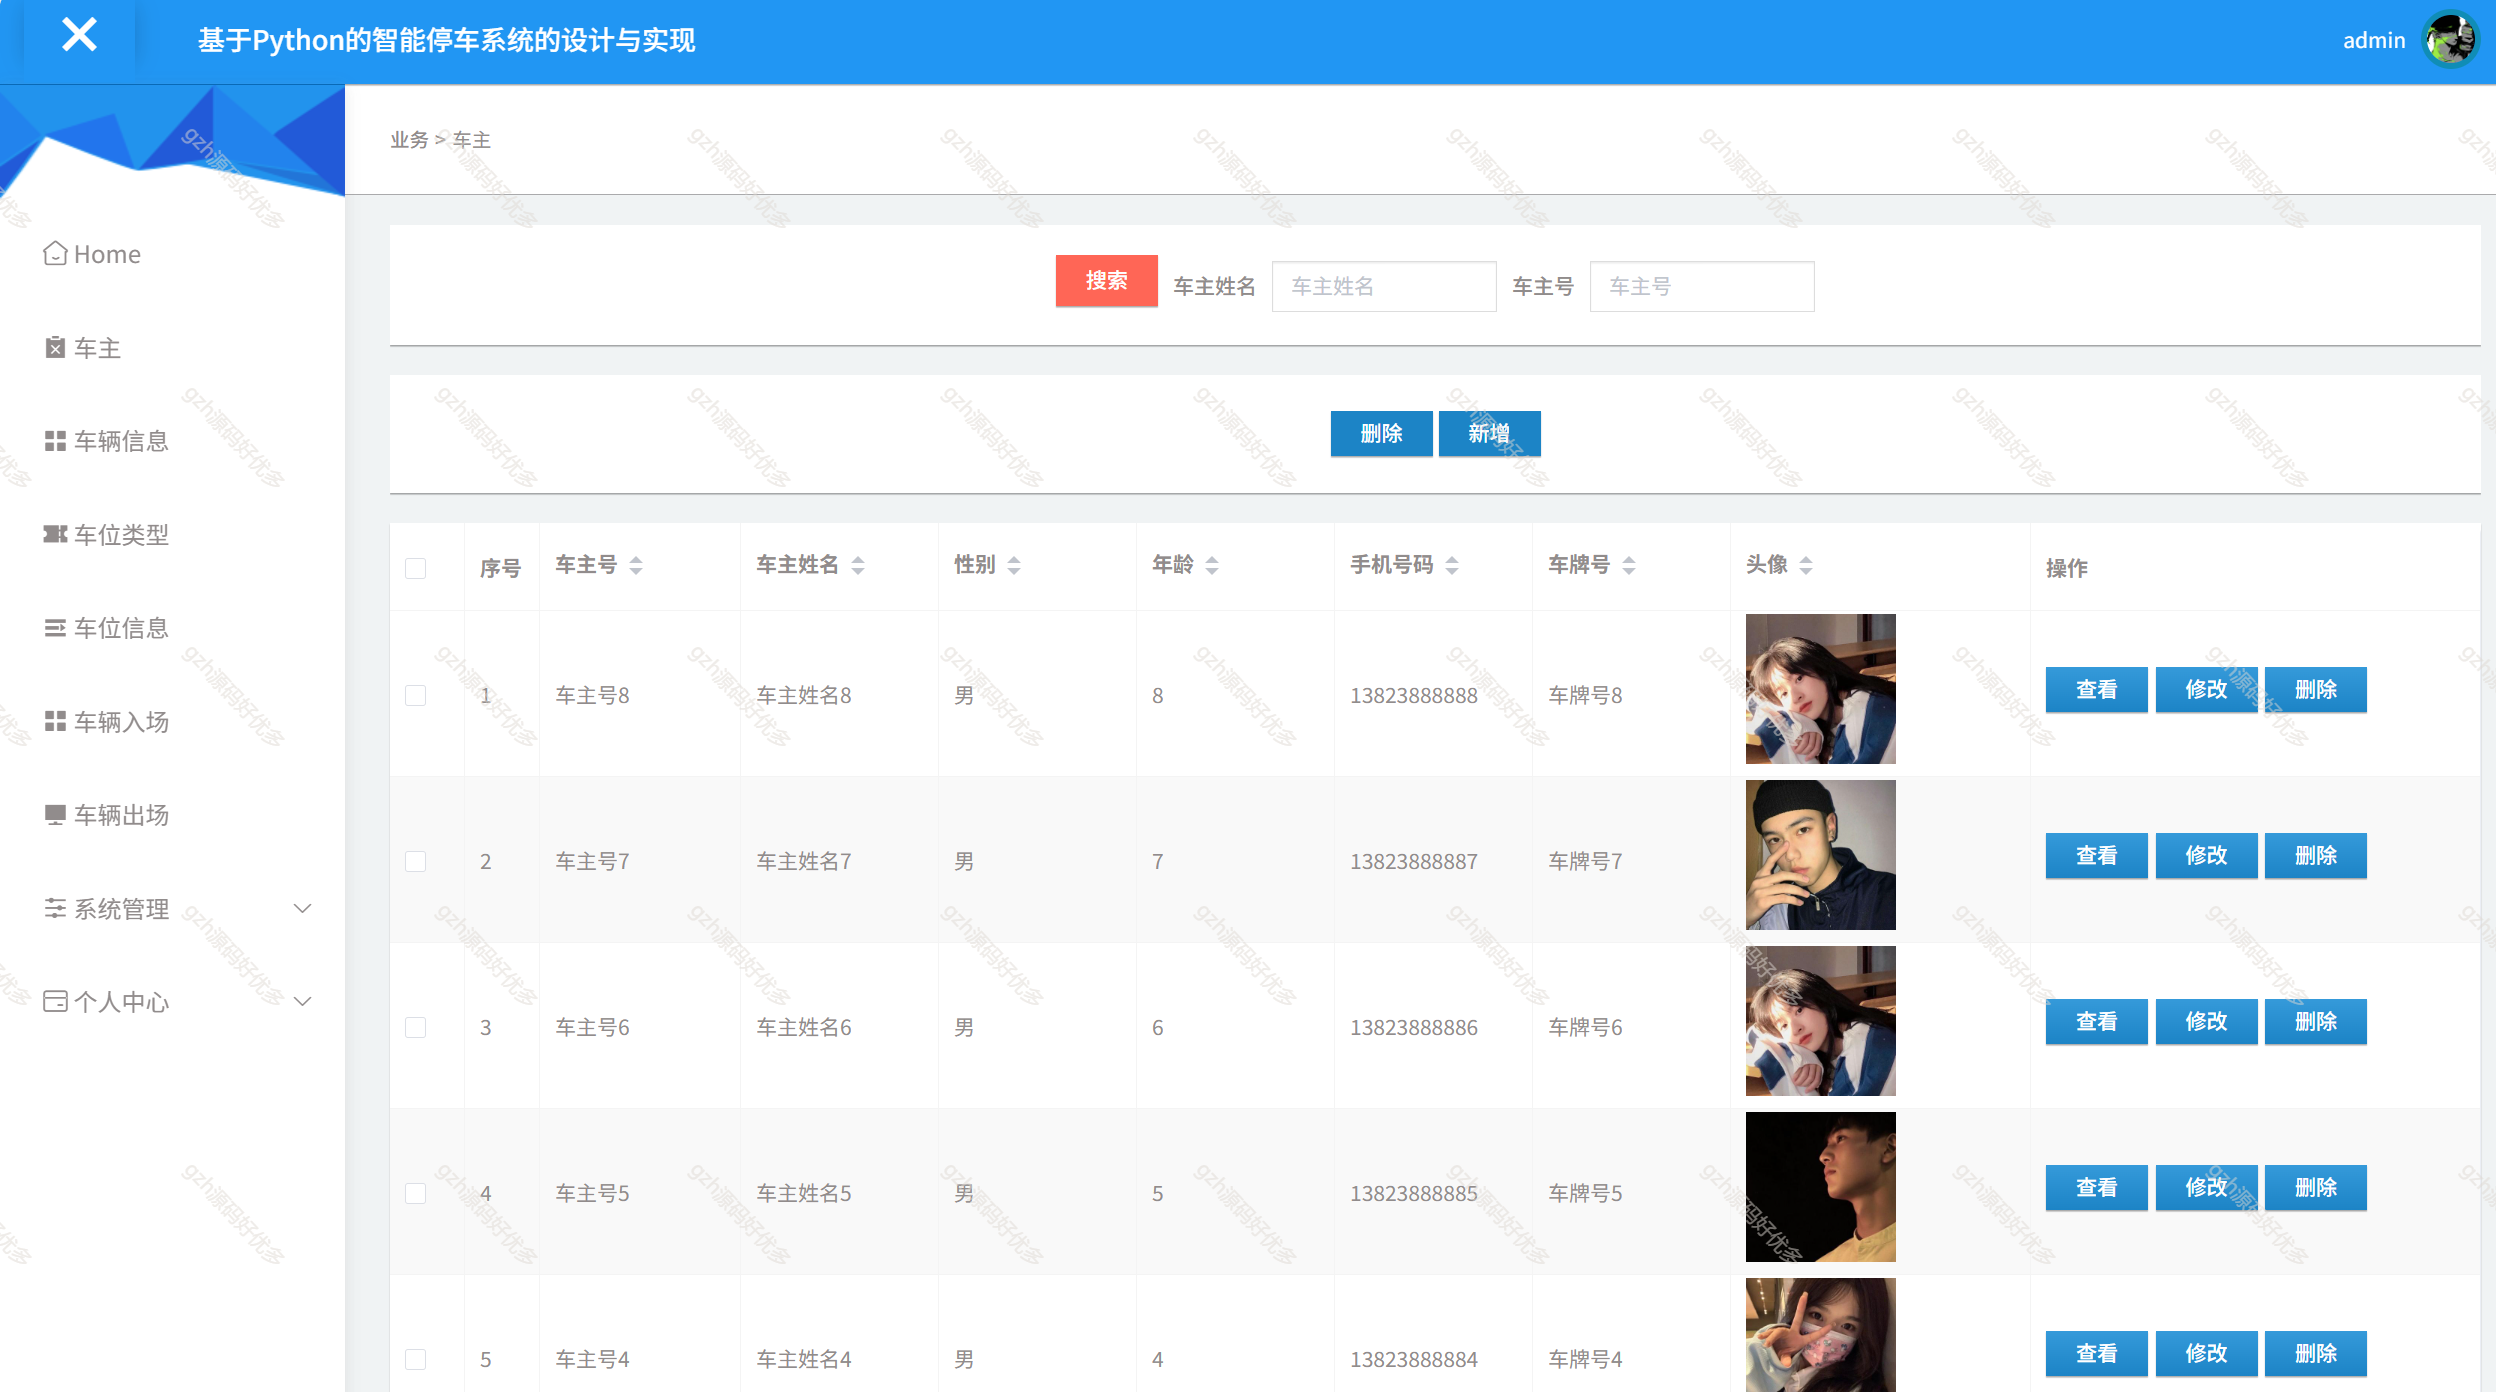 基于Python的智能停车系统的设计与实现
admin
业务 > 车主
Home
车主
车辆信息
车位类型
车位信息
车辆入场
车辆出场
系统管理
个人中心
搜索 车主姓名 车主姓名 车主号 车主号
删除 新增
序号 车主号 车主姓名 性别 年龄 手机号码 车牌号 头像 操作
1 车主号8 车主姓名8 男 8 13823888888 车牌号8 查看 修改 删除
2 车主号7 车主姓名7 男 7 13823888887 车牌号7 查看 修改 删除
3 车主号6 车主姓名6 男 6 13823888886 车牌号6 查看 修改 删除
4 车主号5 车主姓名5 男 5 13823888885 车牌号5 查看 修改 删除
5 车主号4 车主姓名4 男 4 13823888884 车牌号4 查看 修改 删除
gzh源码好优多